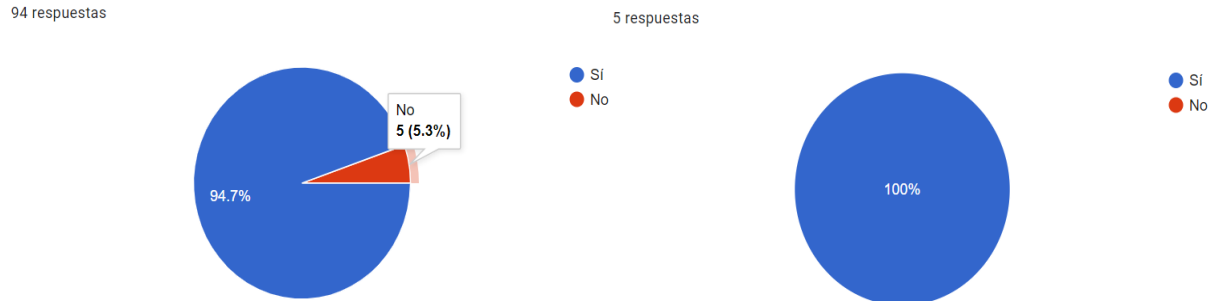 94 respuestas
Sí
No
No
5 (5.3%)
94.7%
5 respuestas
Sí
No
100%